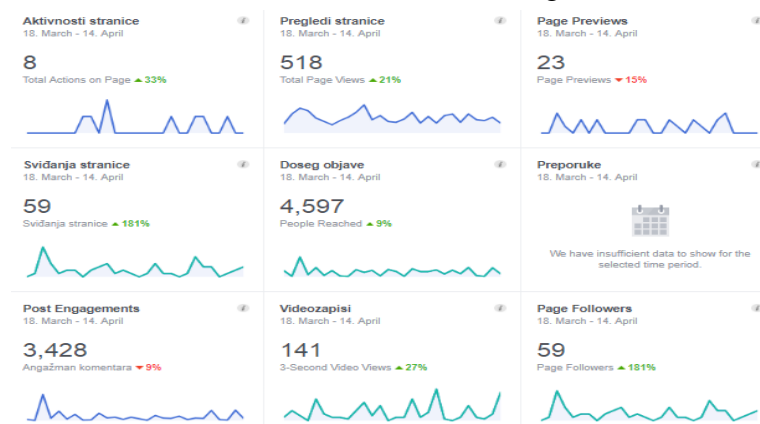 Aktivnosti stranice
18. March - 14. April
8
Total Actions on Page ▲33%
Pregledi stranice
18. March - 14. April
518
Total Page Views ▲21%
Page Previews
18. March - 14. April
23
Page Previews ▼15%
Sviđanja stranice
18. March - 14. April
59
Sviđanja stranice ▲181%
Doseg objave
18. March - 14. April
4,597
People Reached ▲9%
Preporuke
18. March - 14. April
We have insufficient data to show for the
selected time period.
Post Engagements
18. March - 14. April
3,428
Angažman komentara ▼9%
Videozapisi
18. March - 14. April
141
3-Second Video Views ▲27%
Page Followers
18. March - 14. April
59
Page Followers ▲181%